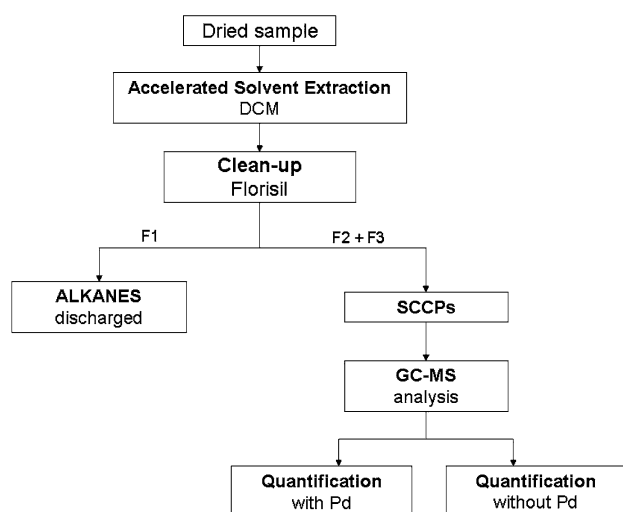 Dried sample
Accelerated Solvent Extraction
DCM
Clean-up
Florisil
F1
F2 + F3
ALKANES
discharged
SCCPs
GC-MS
analysis
Quantification
with Pd
Quantification
without Pd